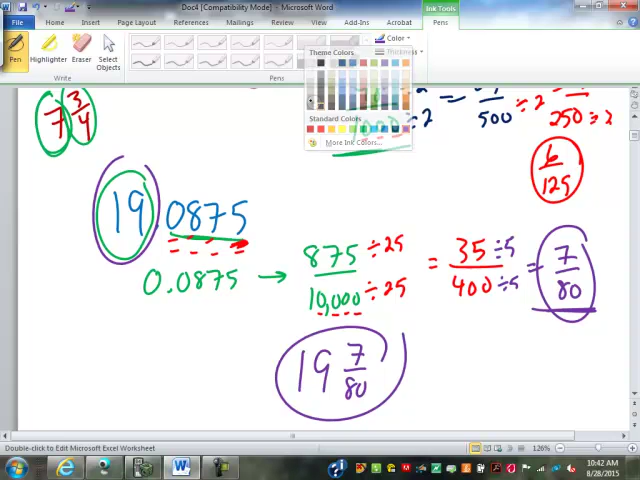 Doc4 [Compatibility Mode] - Microsoft Word
Ink Tools
File Home Insert Page Layout References Mailings Review View Add-Ins Acrobat Pens
Pen Highlighter Eraser Select Objects
Color
Thickness
Write Pens
Theme Colors
Standard Colors
More Ink Colors...
7 3/4
1000 ÷2
= 500 ÷2
250 ÷2
6/125
19.0875
0.0875 → 875/10,000 ÷25 ÷25 = 35/400 ÷5 ÷5 = 7/80
19 7/80
Double-click to Edit Microsoft Excel Worksheet
126%
10:42 AM
8/28/2015